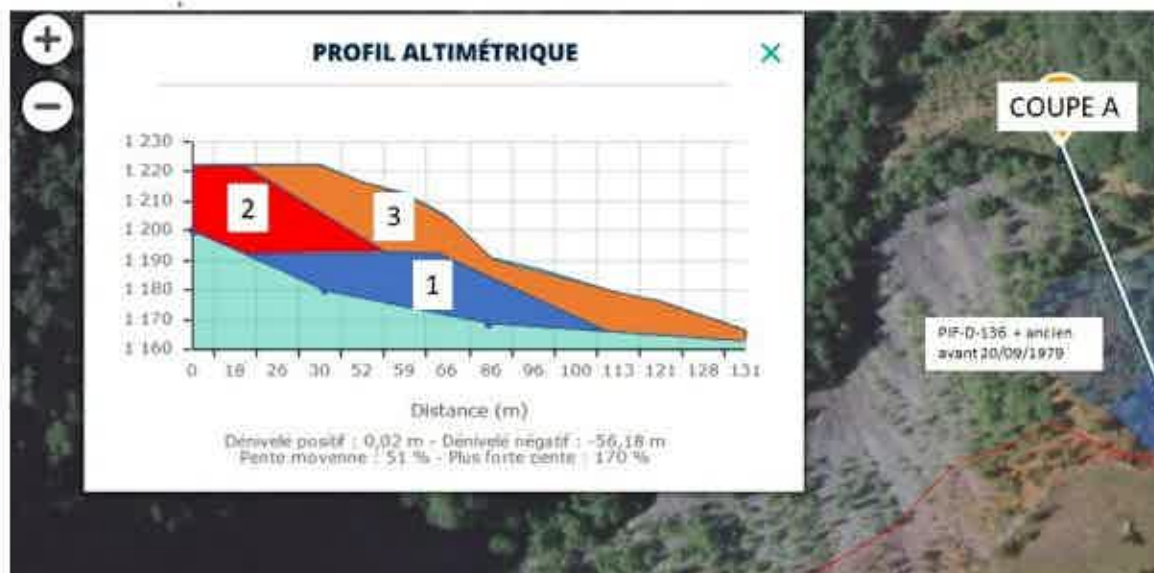 PROFIL ALTIMÉTRIQUE
COUPE A
1 230
1 220
1 210
1 200
1 190
1 180
1 170
1 160
2
3
1
0 18 26 30 52 59 66 86 96 100 113 121 128 131
Distance (m)
Dénivelé positif : 0,02 m - Dénivelé négatif : -56,18 m
Pente moyenne : 51 % - Plus forte pente : 170 %
PIF-D-136 + ancien
avant 20/09/1979